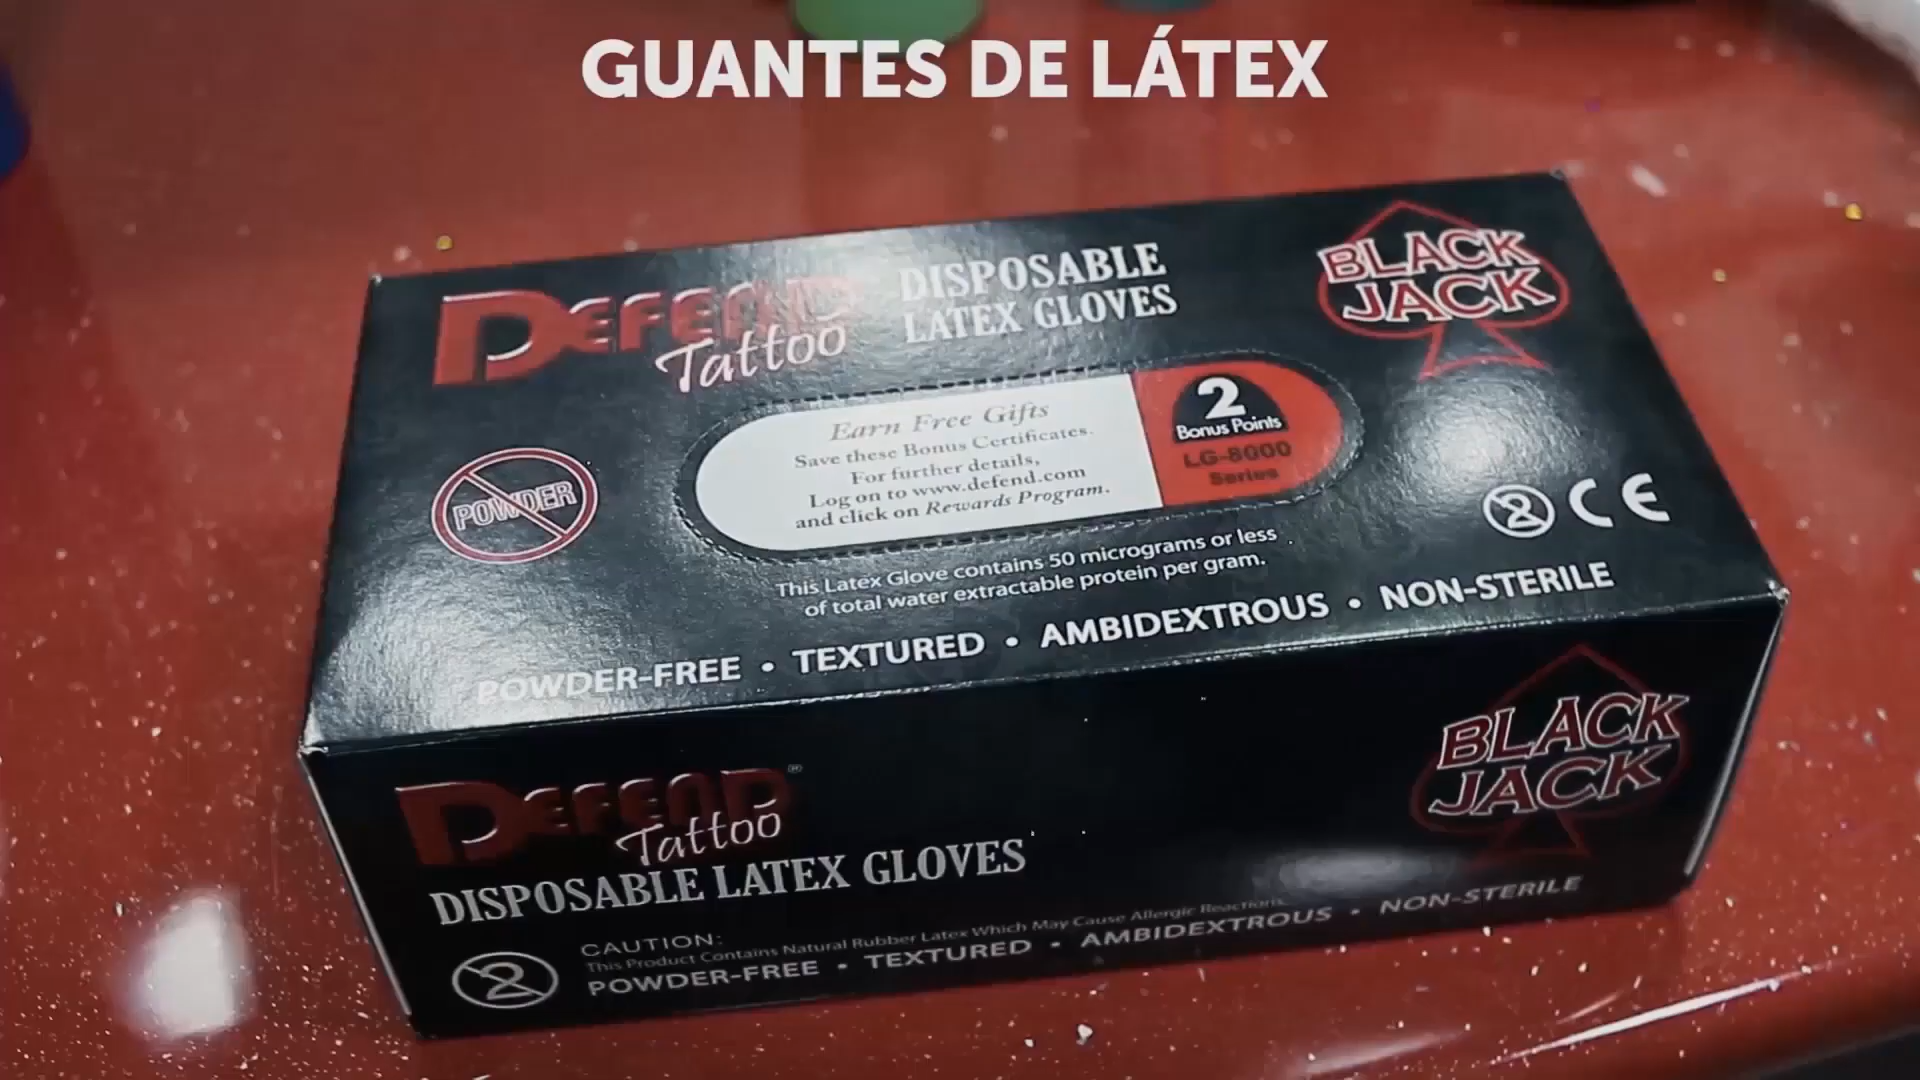 GUANTES DE LÁTEX
DEFEND
Tattoo
DISPOSABLE
LATEX GLOVES
BLACK
JACK
POWDER
Earn Free Gifts
Save these Bonus Certificates.
For further details,
Log on to www.defend.com
and click on Rewards Program.
2
Bonus Points
LG-8000
Series
2
CE
This Latex Glove contains 50 micrograms or less
of total water extractable protein per gram.
POWDER-FREE • TEXTURED • AMBIDEXTROUS • NON-STERILE
DEFEND®
Tattoo
DISPOSABLE LATEX GLOVES
BLACK
JACK
2
CAUTION:
This Product Contains Natural Rubber Latex Which May Cause Allergic Reactions.
POWDER-FREE • TEXTURED • AMBIDEXTROUS • NON-STERILE